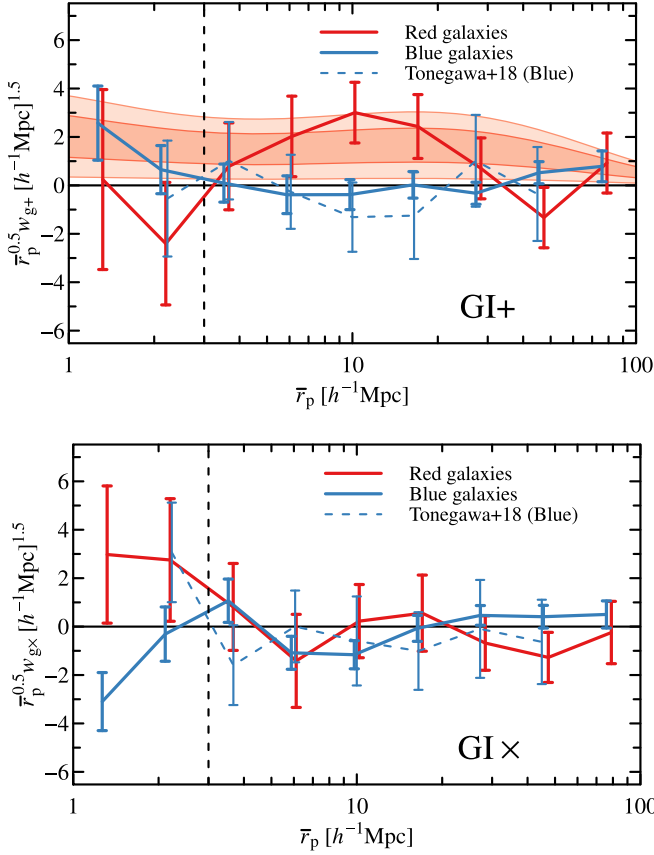 Red galaxies
Blue galaxies
Tonegawa+18 (Blue)
6
4
2
0
−2
−4
−6
r̅p^0.5 wg+ [h⁻¹Mpc]^1.5
GI+
1
10
100
r̅p [h⁻¹Mpc]
Red galaxies
Blue galaxies
Tonegawa+18 (Blue)
6
4
2
0
−2
−4
−6
r̅p^0.5 wg× [h⁻¹Mpc]^1.5
GI×
1
10
100
r̅p [h⁻¹Mpc]